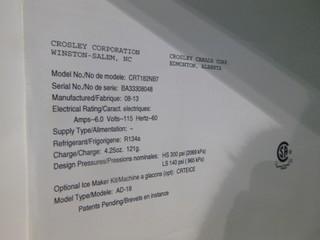 CROSLEY CORPORATION
WINSTON-SALEM, NC
CROSLEY CANADA CORP
EDMONTON, ALBERTA
Model No./No de modele: CRT182NB7
Serial No./No de serie: BA33308048
Manufactured/Fabrique: 09-13
Electrical Rating/Caract. electriques:
Amps--6.0 Volts--115 Hertz--60
Supply Type/Alimentation: --
Refrigerant/Frigorigene: R134a
Charge/Charge: 4.25oz. 121g.
Design Pressures/Pressions nominales: HS 300 psi (2069 kPa)
LS 140 psi (965 kPa)
Optional Ice Maker Kit/Machine a glacons (opt): CRTEICE
Model Type/Modele: AD-18
Patents Pending/Brevets en instance